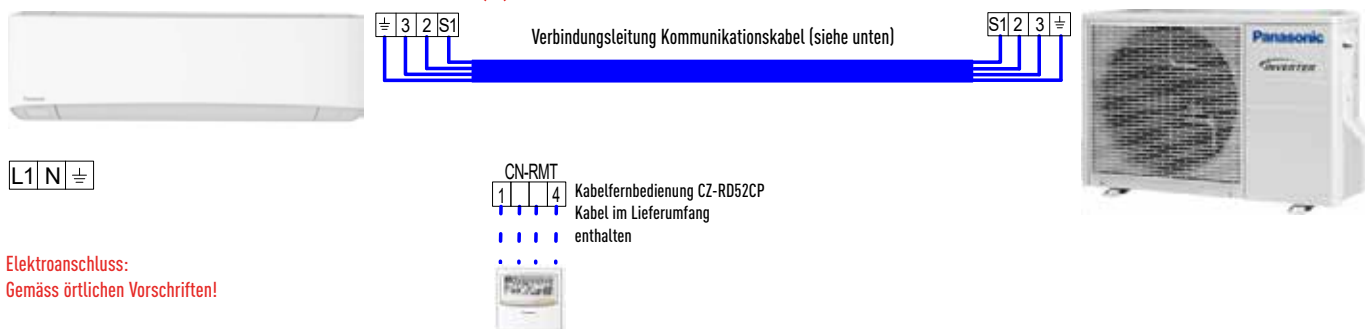 ⏚ 3 2 S1
Verbindungsleitung Kommunikationskabel (siehe unten)
S1 2 3 ⏚
Panasonic
INVERTER
Panasonic
L1 N ⏚
CN-RMT
1 4
Kabelfernbedienung CZ-RD52CP
Kabel im Lieferumfang
enthalten
Elektroanschluss:
Gemäss örtlichen Vorschriften!